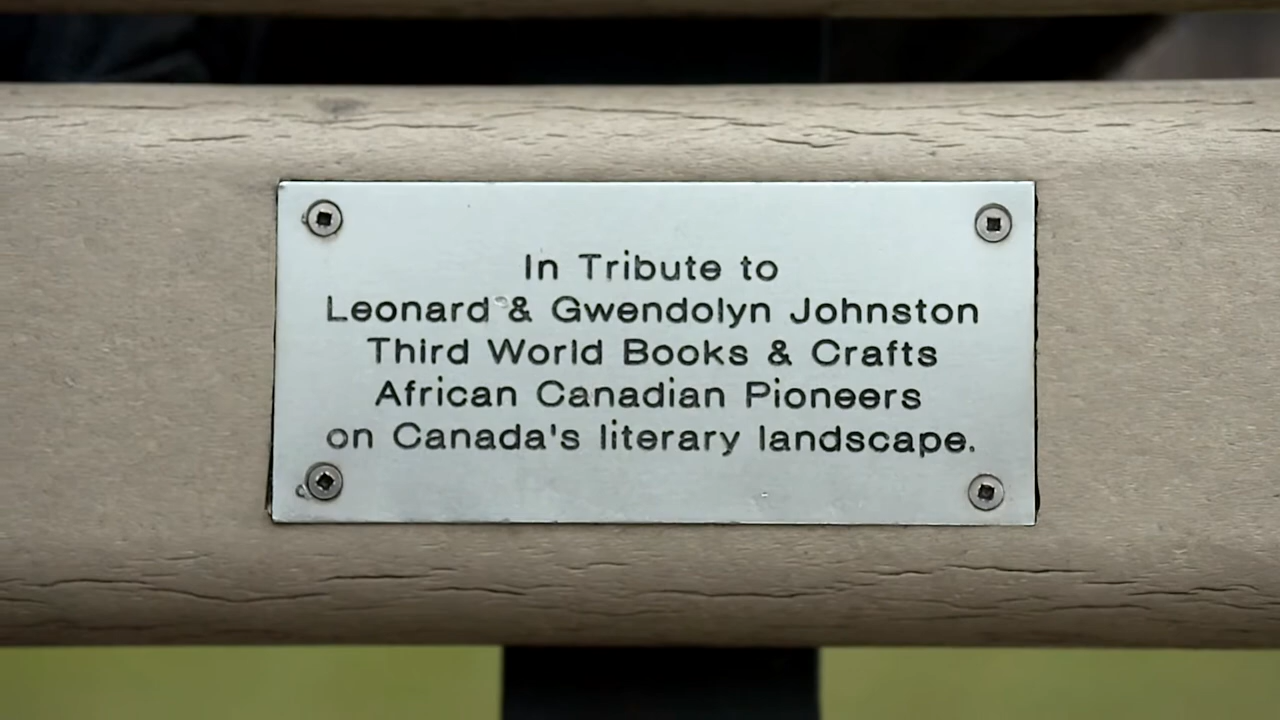 In Tribute to
Leonard & Gwendolyn Johnston
Third World Books & Crafts
African Canadian Pioneers
on Canada's literary landscape.